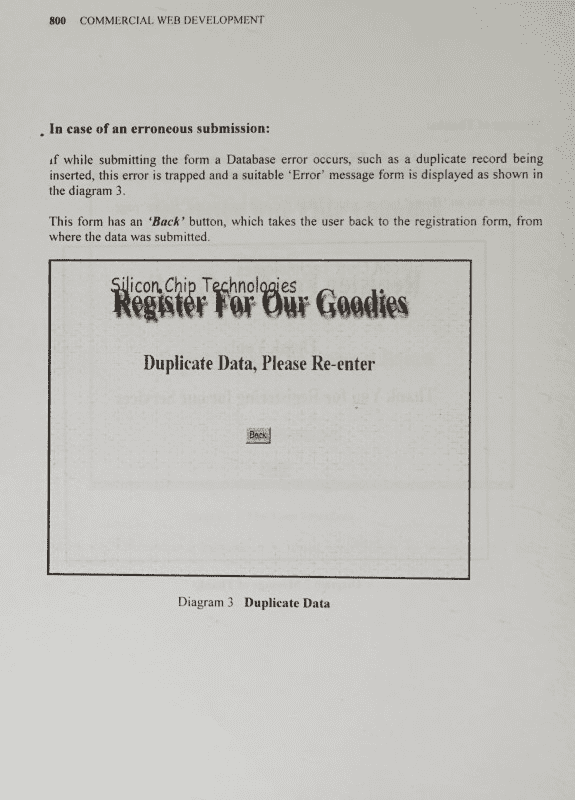 800 COMMERCIAL WEB DEVELOPMENT
In case of an erroneous submission:
If while submitting the form a Database error occurs, such as a duplicate record being
inserted, this error is trapped and a suitable 'Error' message form is displayed as shown in
the diagram 3.
This form has an 'Back' button, which takes the user back to the registration form, from
where the data was submitted.
Silicon Chip Technologies
Register For Our Goodies
Duplicate Data, Please Re-enter
Back
Diagram 3 Duplicate Data